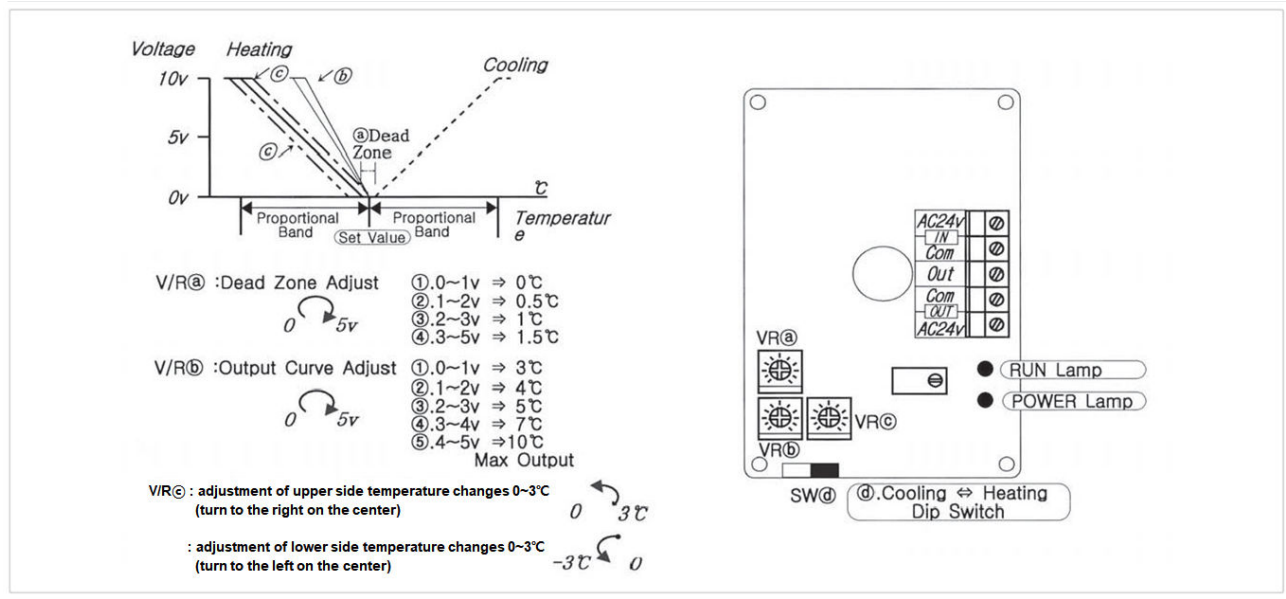 Voltage Heating
ⓒ ⓑ Cooling
10v
5v
ⓐDead
Zone
ⓒ
0v
℃
Proportional
Band
Proportional
Band
Set Value
Temperatur
e
V/Rⓐ :Dead Zone Adjust
0 5v
①.0~1v ⇒ 0℃
②.1~2v ⇒ 0.5℃
③.2~3v ⇒ 1℃
④.3~5v ⇒ 1.5℃
V/Rⓑ :Output Curve Adjust
0 5v
①.0~1v ⇒ 3℃
②.1~2v ⇒ 4℃
③.2~3v ⇒ 5℃
④.3~4v ⇒ 7℃
⑤.4~5v ⇒10℃
Max Output
V/Rⓒ : adjustment of upper side temperature changes 0~3℃
(turn to the right on the center)
0 3℃
: adjustment of lower side temperature changes 0~3℃
(turn to the left on the center)
-3℃ 0
AC24v
IN
Com
Out
Com
OUT
AC24v
VRⓐ
RUN Lamp
POWER Lamp
VRⓒ
VRⓑ
SWⓓ
ⓓ.Cooling ⇔ Heating
Dip Switch